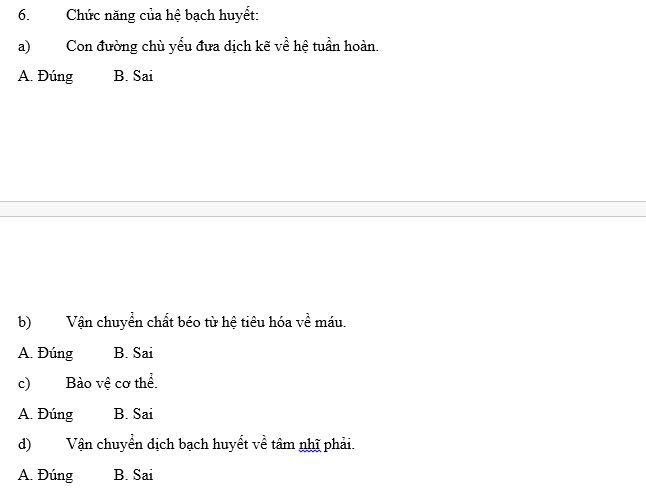 6. Chức năng của hệ bạch huyết:
a) Con đường chủ yếu đưa dịch kẽ về hệ tuần hoàn.
A. Đúng B. Sai
b) Vận chuyển chất béo từ hệ tiêu hóa về máu.
A. Đúng B. Sai
c) Bảo vệ cơ thể.
A. Đúng B. Sai
d) Vận chuyển dịch bạch huyết về tâm nhĩ phải.
A. Đúng B. Sai